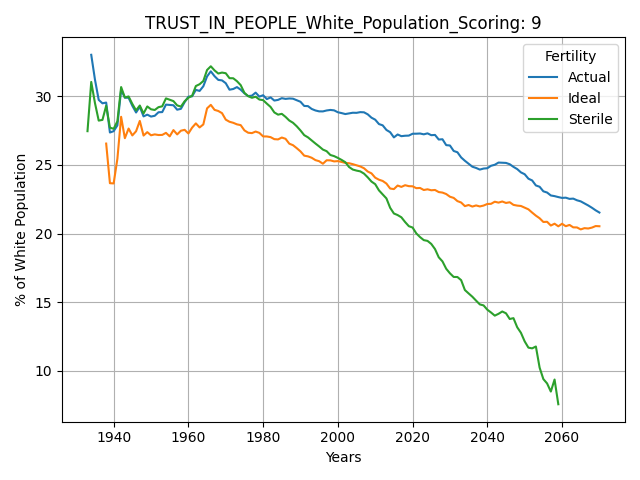 TRUST_IN_PEOPLE_White_Population_Scoring: 9
Fertility
Actual
Ideal
Sterile
% of White Population
30
25
20
15
10
1940
1960
1980
2000
2020
2040
2060
Years